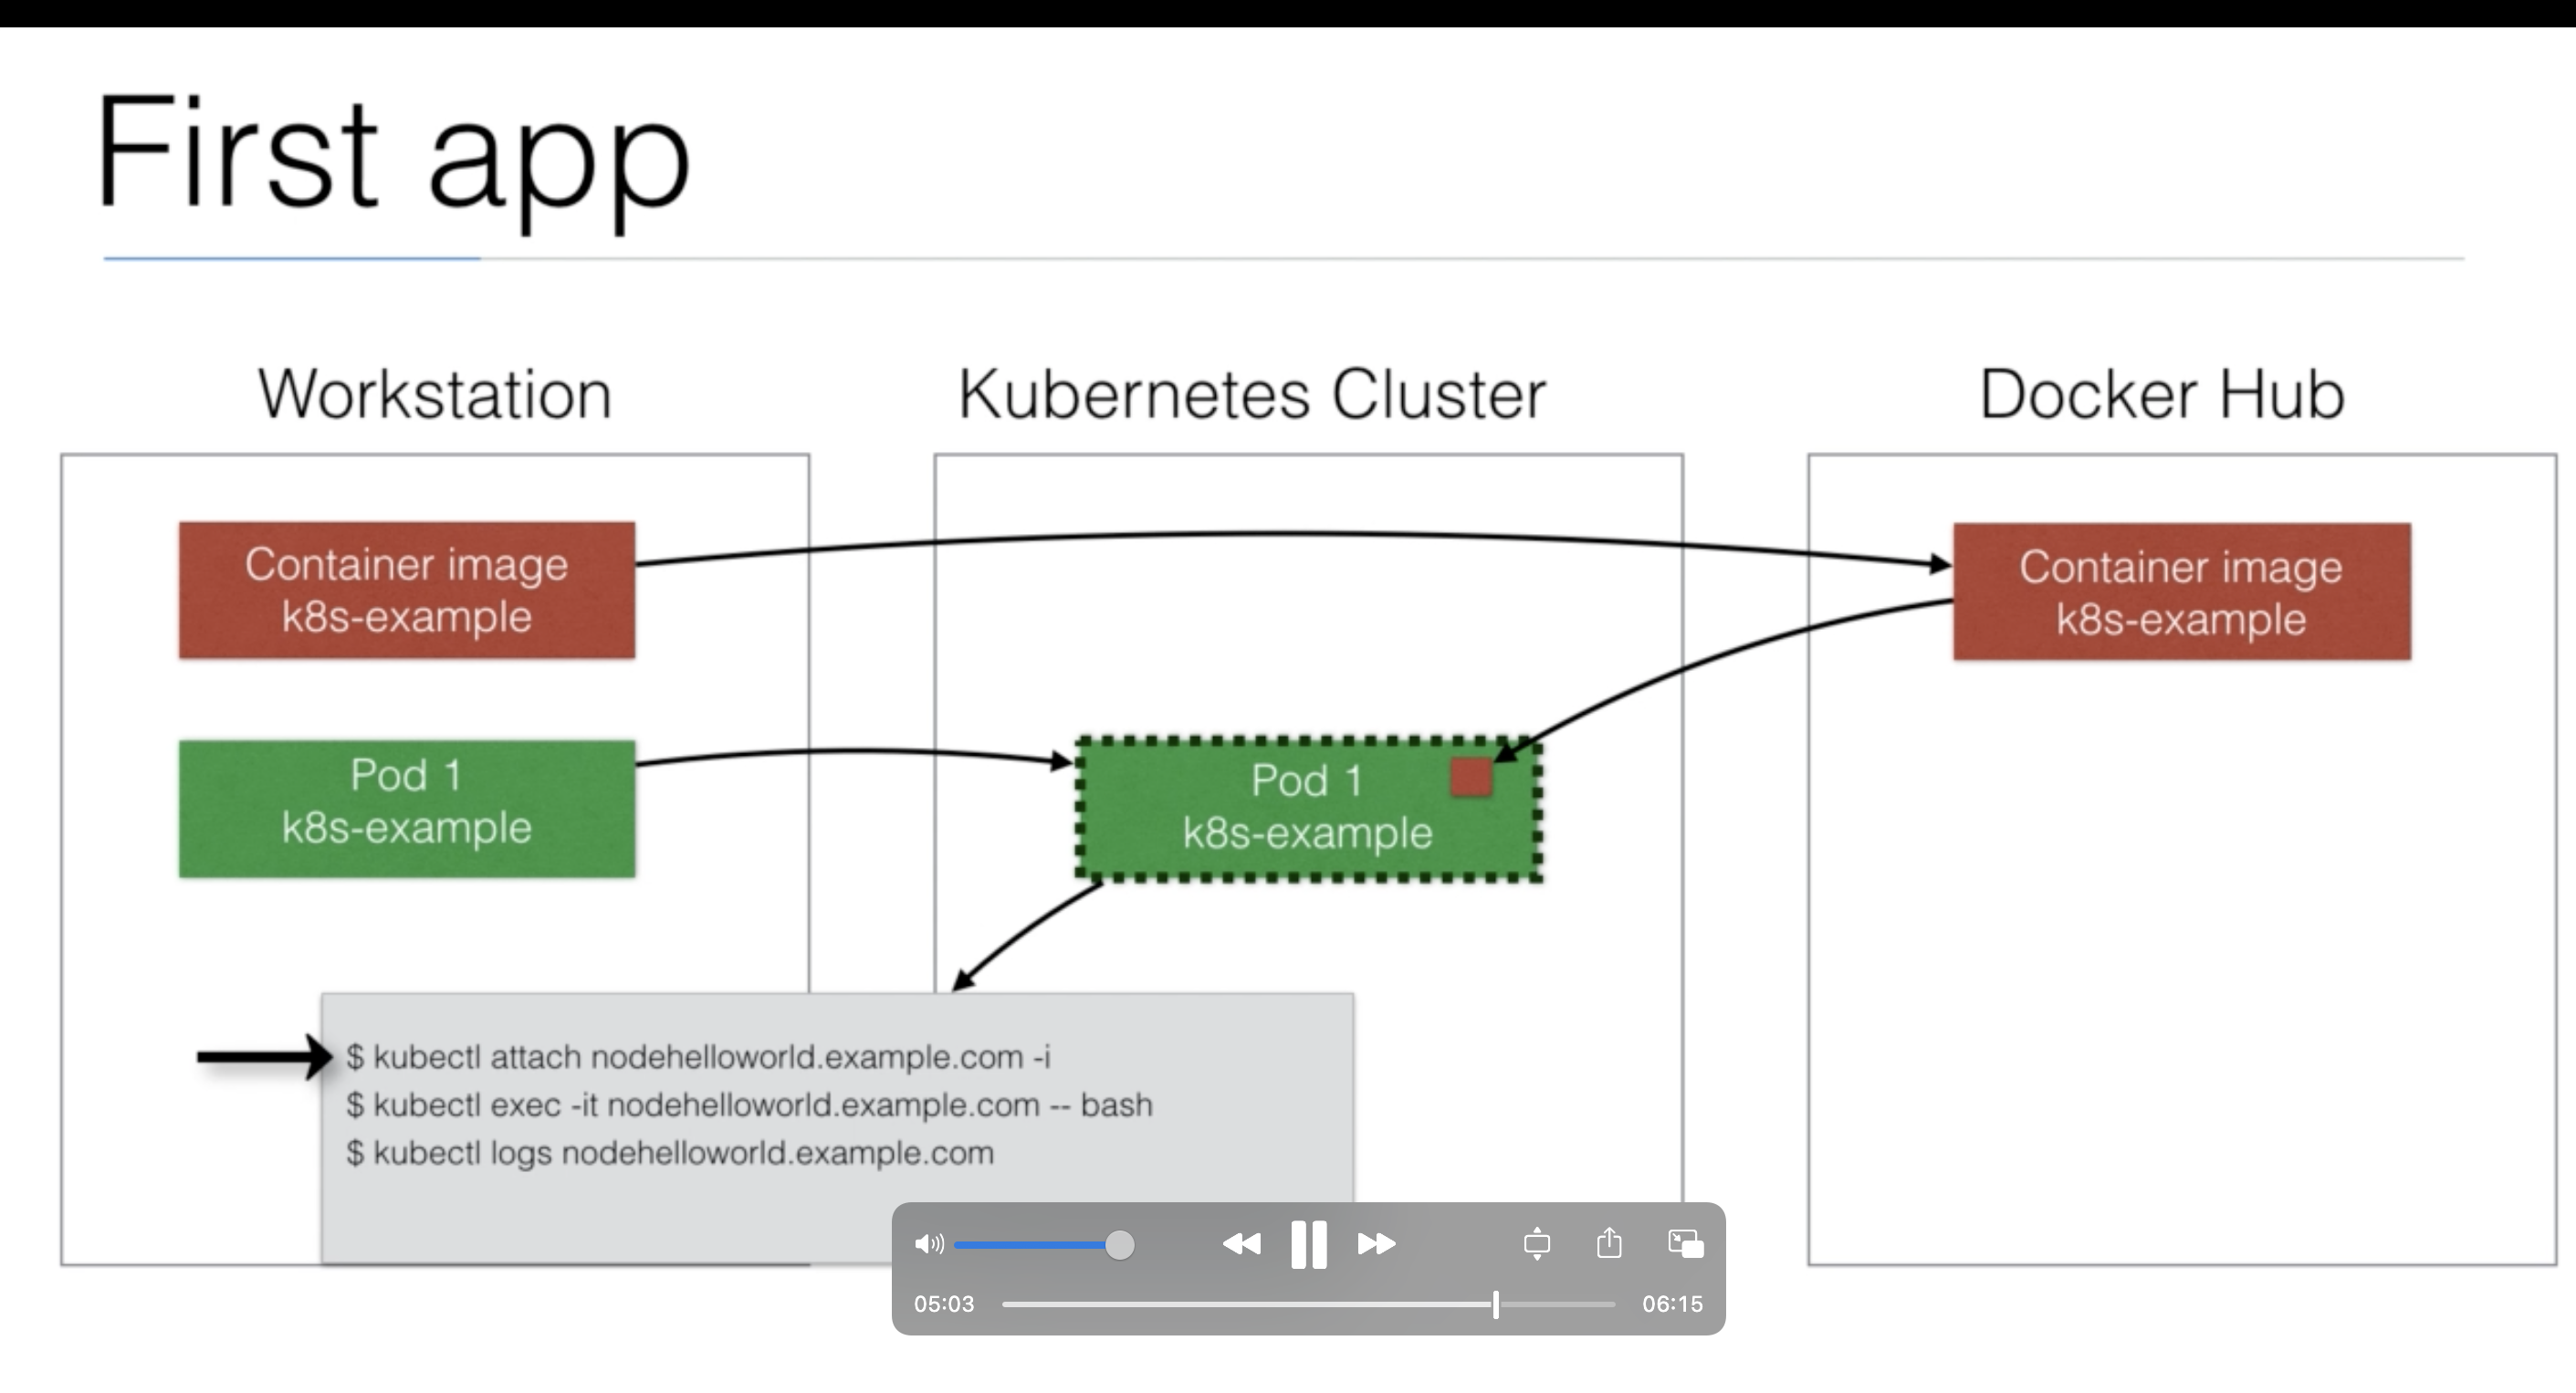 First app
Workstation
Kubernetes Cluster
Docker Hub
Container image
k8s-example
Container image
k8s-example
Pod 1
k8s-example
Pod 1
k8s-example
$ kubectl attach nodehelloworld.example.com -i
$ kubectl exec -it nodehelloworld.example.com -- bash
$ kubectl logs nodehelloworld.example.com
05:03
06:15